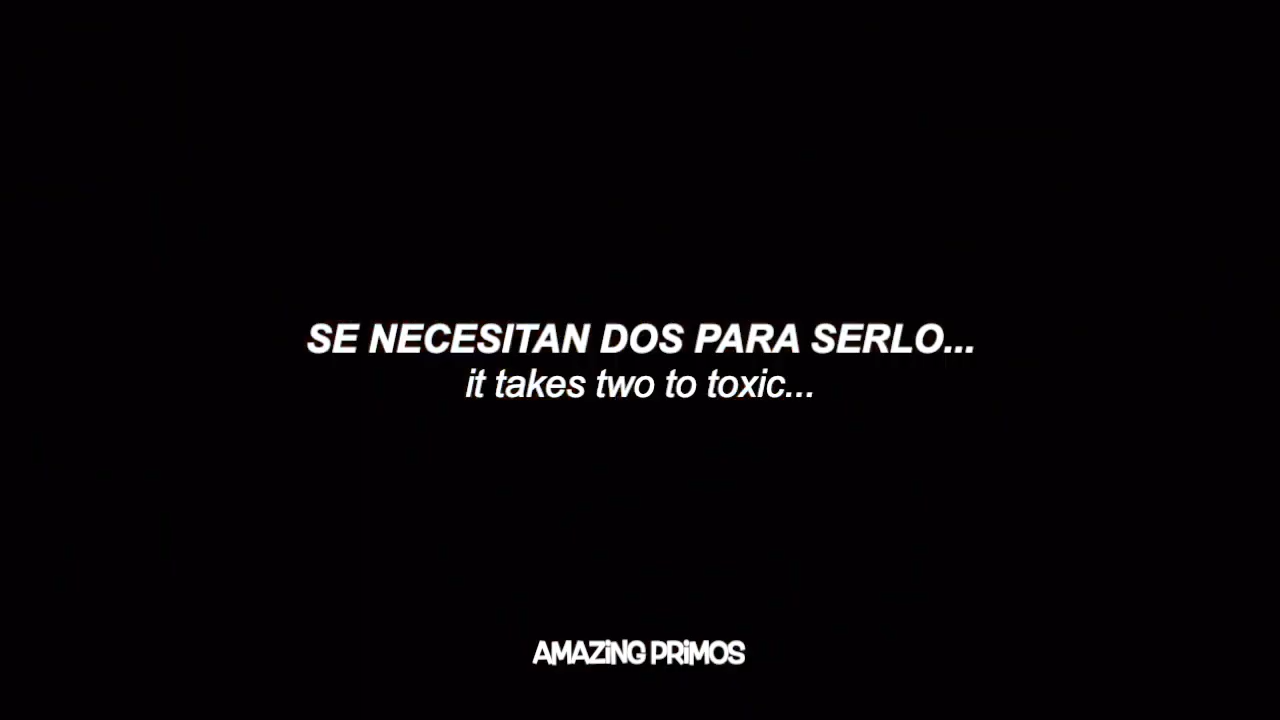 SE NECESITAN DOS PARA SERLO...
it takes two to toxic...
AMAZiNG PRiMOS